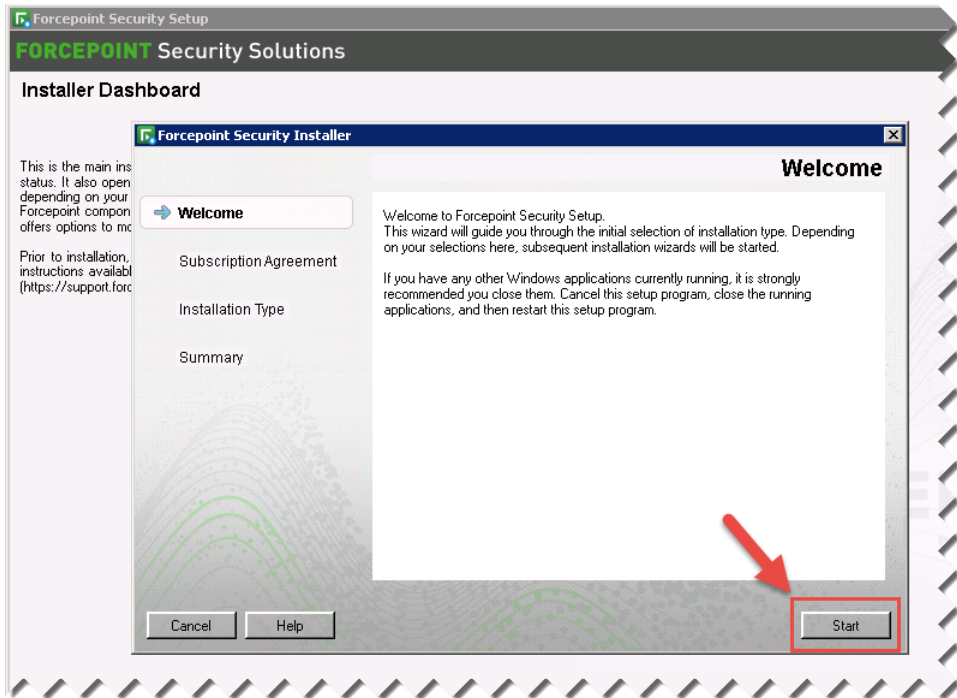 Forcepoint Security Setup
FORCEPOINT Security Solutions
Installer Dashboard
This is the main ins
status. It also open
depending on your
Forcepoint compon
offers options to mo
Prior to installation,
instructions availabl
(https://support.forc
Forcepoint Security Installer
Welcome
Welcome
Subscription Agreement
Installation Type
Summary
Welcome to Forcepoint Security Setup.
This wizard will guide you through the initial selection of installation type. Depending
on your selections here, subsequent installation wizards will be started.
If you have any other Windows applications currently running, it is strongly
recommended you close them. Cancel this setup program, close the running
applications, and then restart this setup program.
Cancel
Help
Start